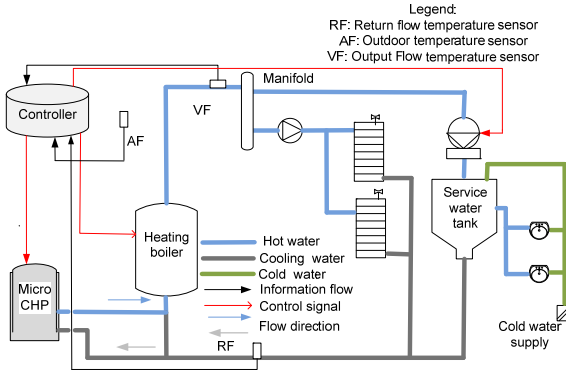 Legend:
RF: Return flow temperature sensor
AF: Outdoor temperature sensor
VF: Output Flow temperature sensor
Manifold
VF
Controller
AF
Service
water
tank
Heating
boiler
Hot water
Cooling water
Cold water
Information flow
Control signal
Flow direction
Micro
CHP
RF
Cold water
supply